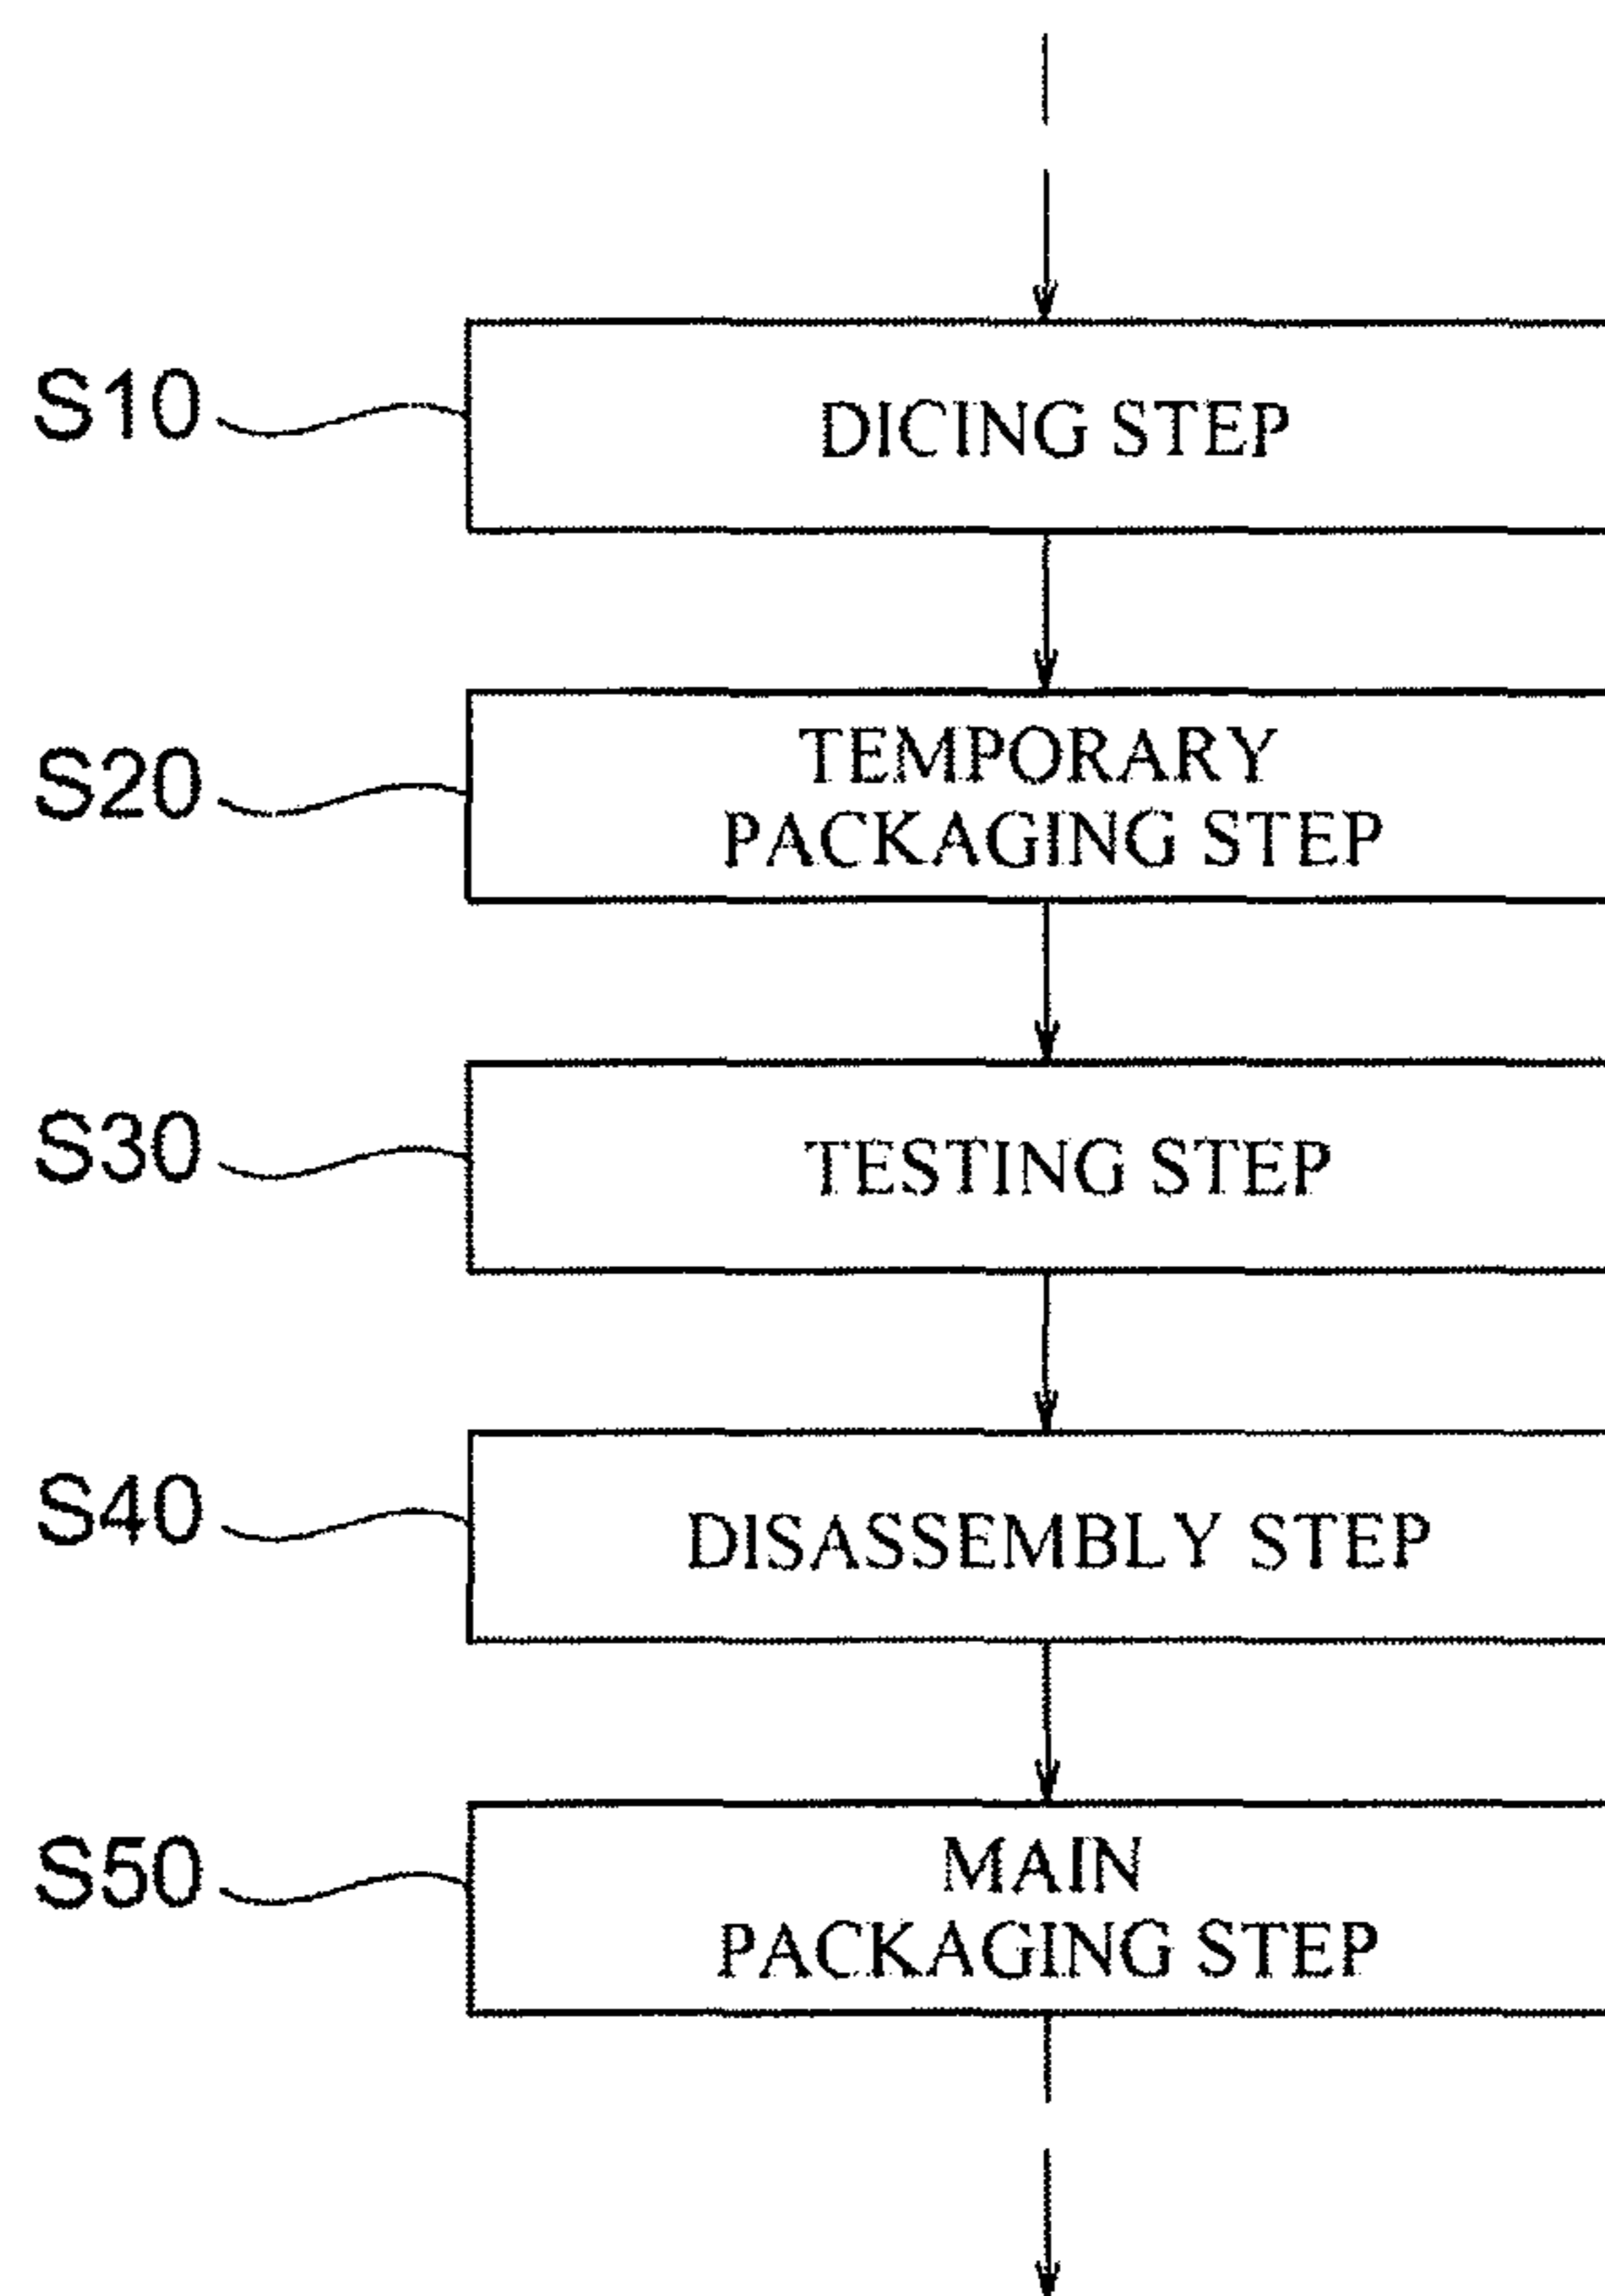 S10
DICING STEP
S20
TEMPORARY
PACKAGING STEP
S30
TESTING STEP
S40
DISASSEMBLY STEP
S50
MAIN
PACKAGING STEP